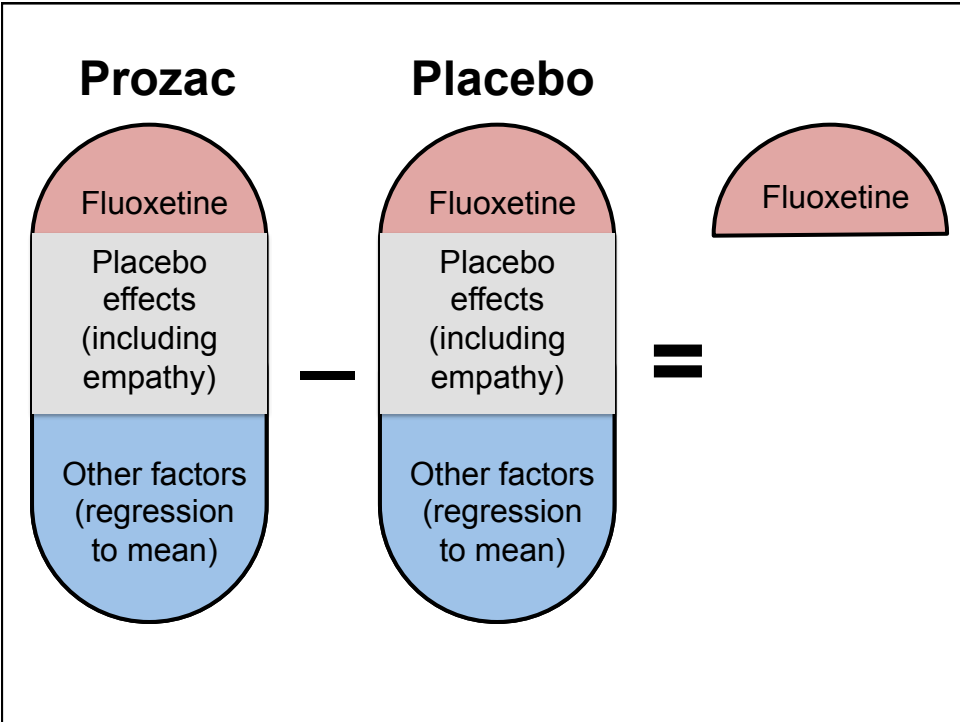 Prozac
Placebo
Fluoxetine
Placebo
effects
(including
empathy)
Other factors
(regression
to mean)
–
Fluoxetine
Placebo
effects
(including
empathy)
Other factors
(regression
to mean)
=
Fluoxetine